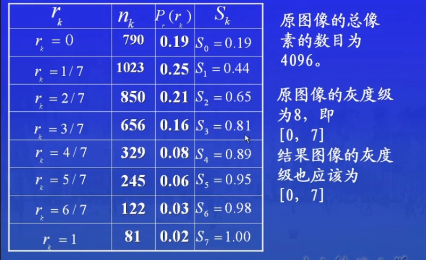 r_k n_k P_r(r_k) S_k
r_k = 0 790 0.19 S_0 = 0.19
r_k = 1/7 1023 0.25 S_1 = 0.44
r_k = 2/7 850 0.21 S_2 = 0.65
r_k = 3/7 656 0.16 S_3 = 0.81
r_k = 4/7 329 0.08 S_4 = 0.89
r_k = 5/7 245 0.06 S_5 = 0.95
r_k = 6/7 122 0.03 S_6 = 0.98
r_k = 1 81 0.02 S_7 = 1.00
原图像的总像
素的数目为
4096。
原图像的灰度级
为8，即
[0, 7]
结果图像的灰度
级也应该为
[0, 7]